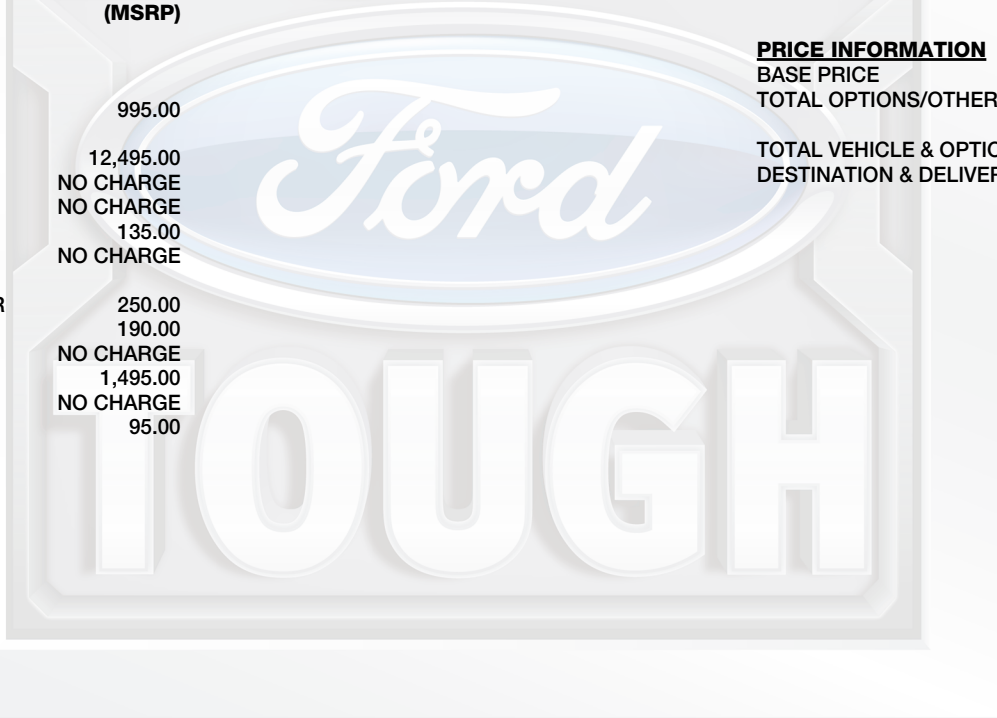 (MSRP)
995.00
12,495.00
NO CHARGE
NO CHARGE
135.00
NO CHARGE
R 250.00
190.00
NO CHARGE
1,495.00
NO CHARGE
95.00
PRICE INFORMATION
BASE PRICE
TOTAL OPTIONS/OTHER
TOTAL VEHICLE & OPTIO
DESTINATION & DELIVER
Ford
TOUGH